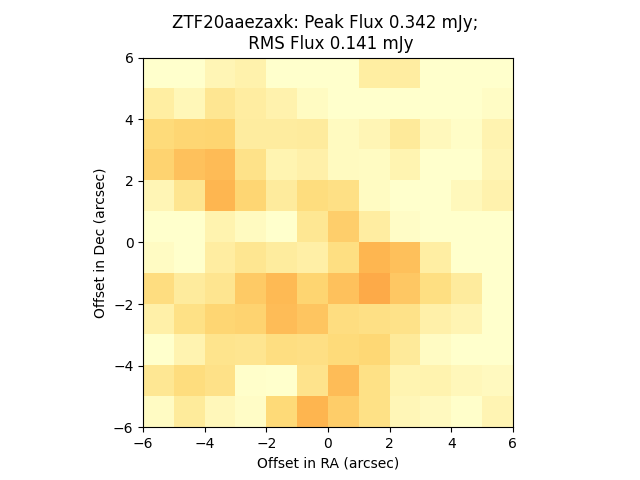 ZTF20aaezaxk: Peak Flux 0.342 mJy;
RMS Flux 0.141 mJy
6
4
2
0
−2
−4
−6
Offset in Dec (arcsec)
−6 −4 −2 0 2 4 6
Offset in RA (arcsec)